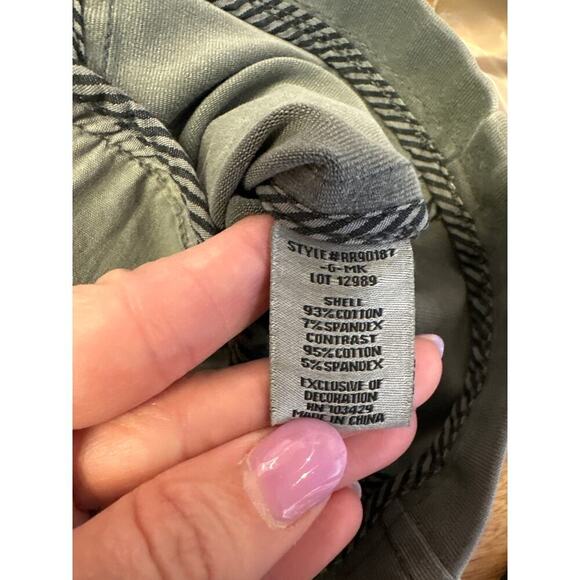 STYLE#RR90187
-G-MK
LOT 12989
SHELL
93%COTTON
7%SPANDEX
CONTRAST
95%COTTON
5%SPANDEX
EXCLUSIVE OF
DECORATION
RN 103429
MADE IN CHINA